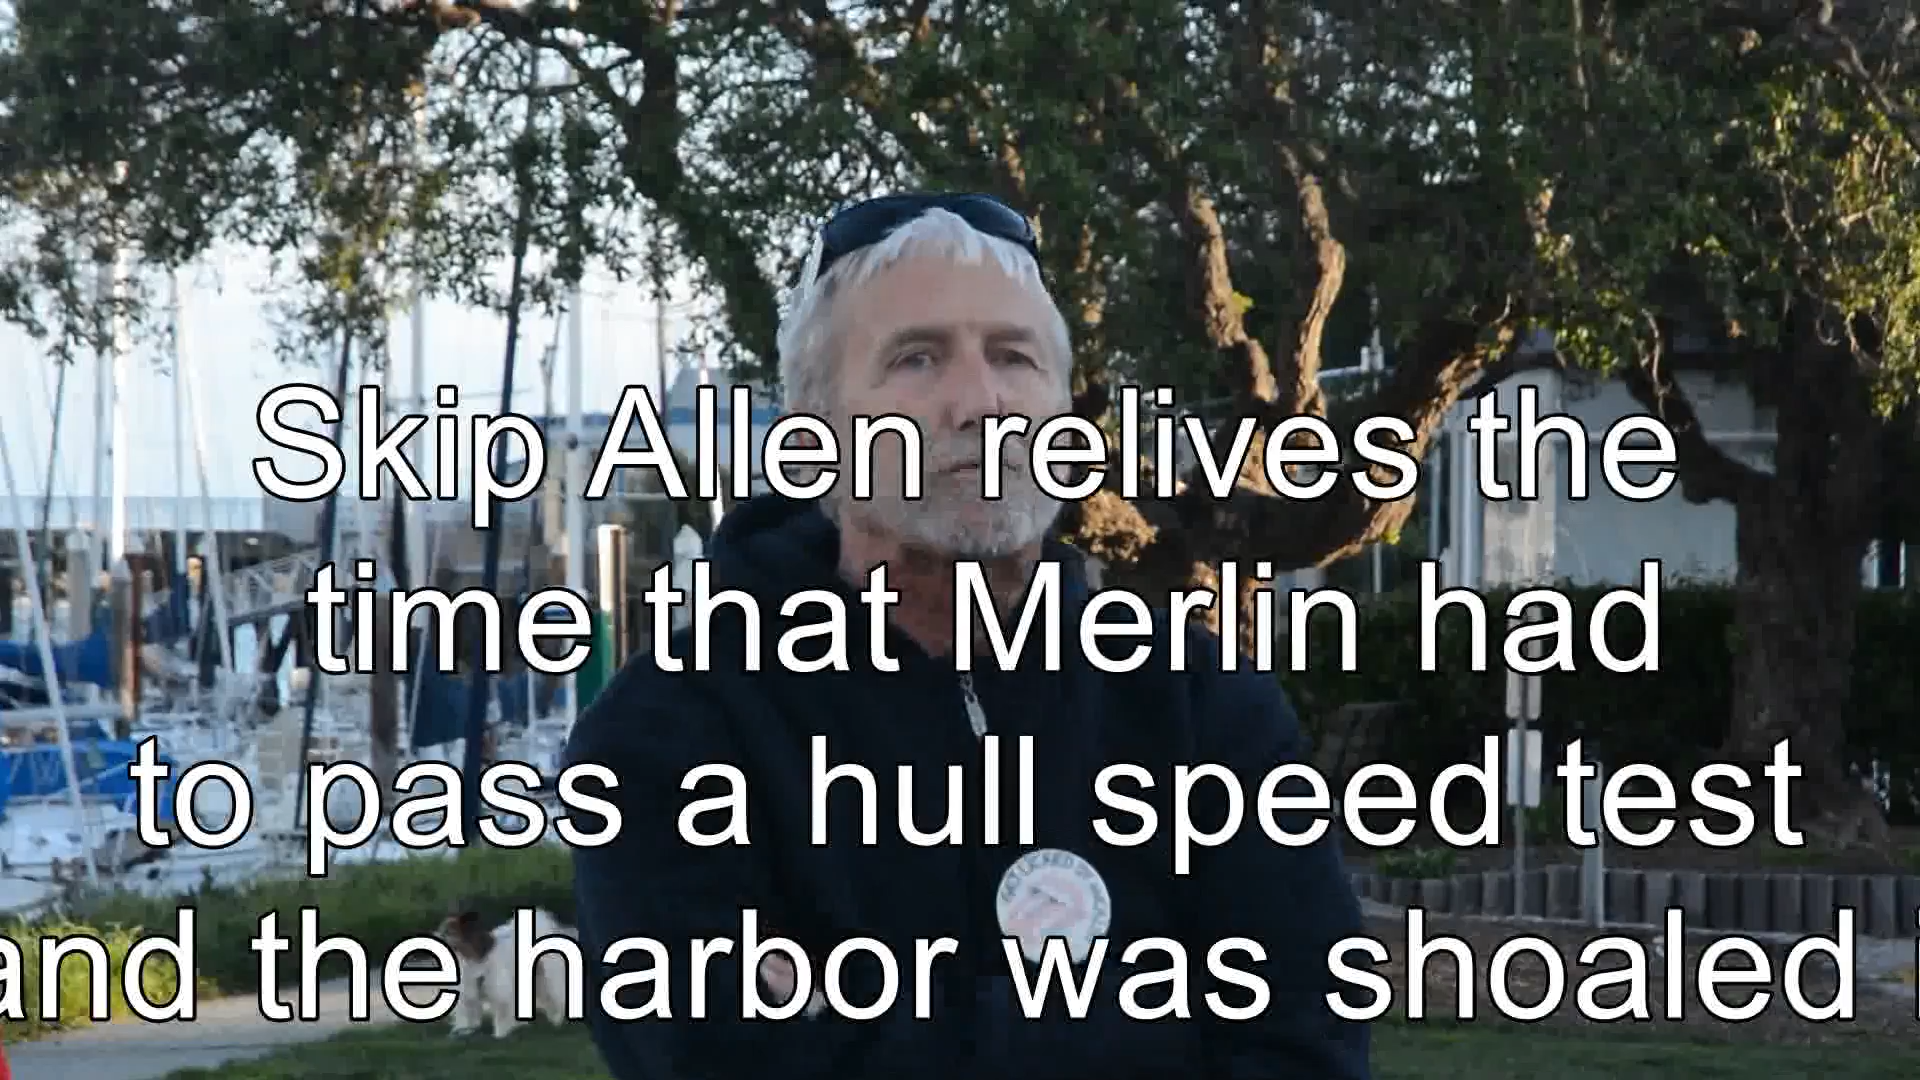 Skip Allen relives the
time that Merlin had
to pass a hull speed test
and the harbor was shoaled